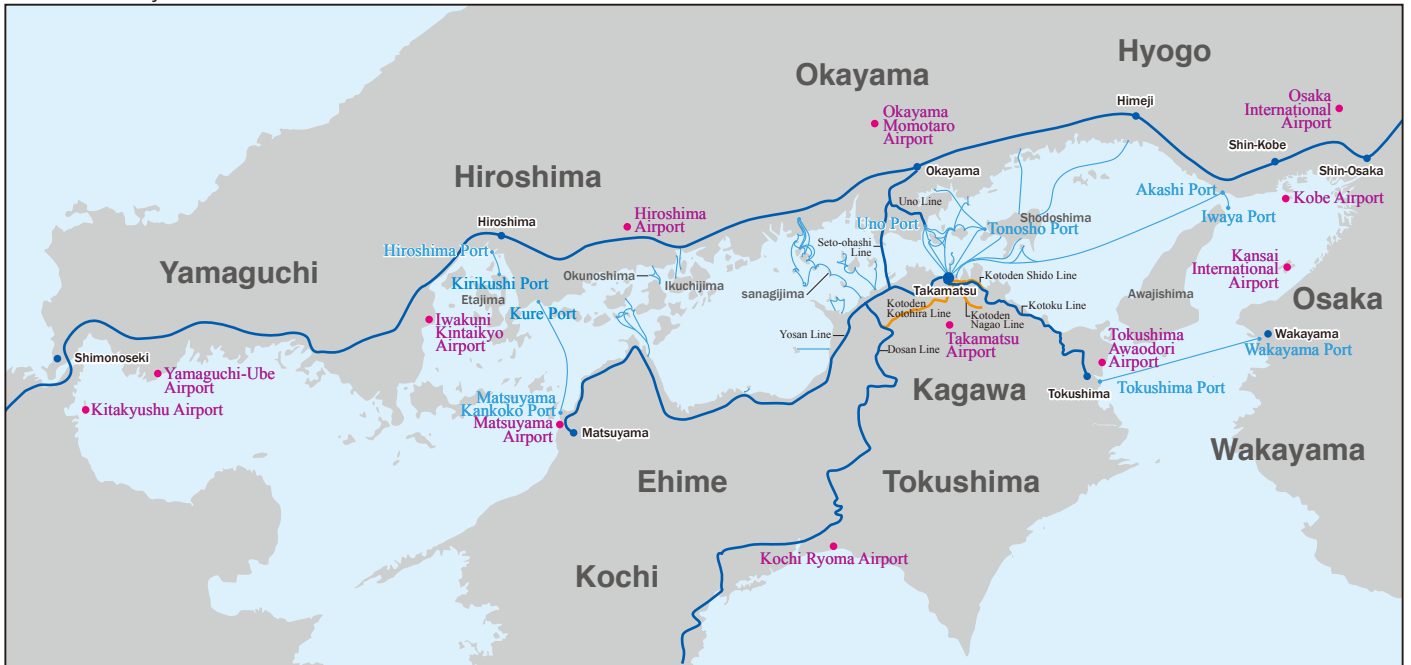 Hyogo
Okayama
Osaka
International
Airport
Himeji
Okayama
Momotaro
Airport
Shin-Kobe
Shin-Osaka
Okayama
Hiroshima
Akashi Port
Kobe Airport
Uno Line
Iwaya Port
Hiroshima
Airport
Shodoshima
Hiroshima
Uno Port
Tonosho Port
Seto-ohashi
Line
Hiroshima Port
Kansai
International
Airport
Yamaguchi
Okunoshima
Ikuchijima
Kotoden Shido Line
Kirikushi Port
sanagijima
Takamatsu
Awajishima
Osaka
Etajima
Kure Port
Kotoden
Kotohira Line
Kotoku Line
Kotoden
Nagao Line
Iwakuni
Kintaikyo
Airport
Yosan Line
Takamatsu
Airport
Tokushima
Awaodori
Airport
Wakayama
Wakayama Port
Dosan Line
Shimonoseki
Yamaguchi-Ube
Airport
Kagawa
Tokushima
Tokushima Port
Kitakyushu Airport
Matsuyama
Kankoko Port
Matsuyama
Airport
Matsuyama
Wakayama
Ehime
Tokushima
Kochi Ryoma Airport
Kochi